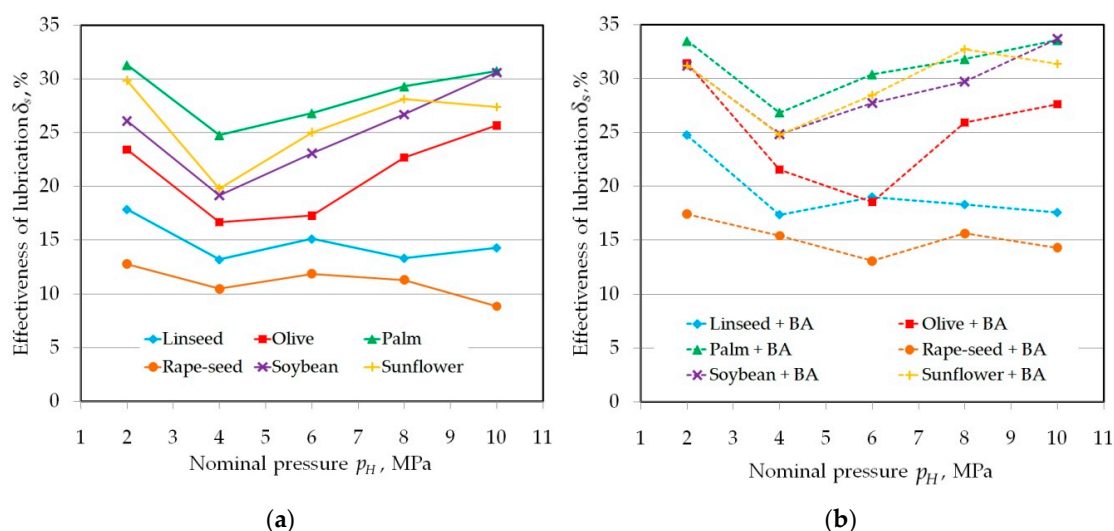 Effectiveness of lubrication δs, %
35
30
25
20
15
10
5
0
Linseed Olive Palm
Rape-seed Soybean Sunflower
1 2 3 4 5 6 7 8 9 10 11
Nominal pressure pH , MPa
(a)
Effectiveness of lubrication δs, %
35
30
25
20
15
10
5
0
Linseed + BA Olive + BA
Palm + BA Rape-seed + BA
Soybean + BA Sunflower + BA
1 2 3 4 5 6 7 8 9 10 11
Nominal pressure pH , MPa
(b)